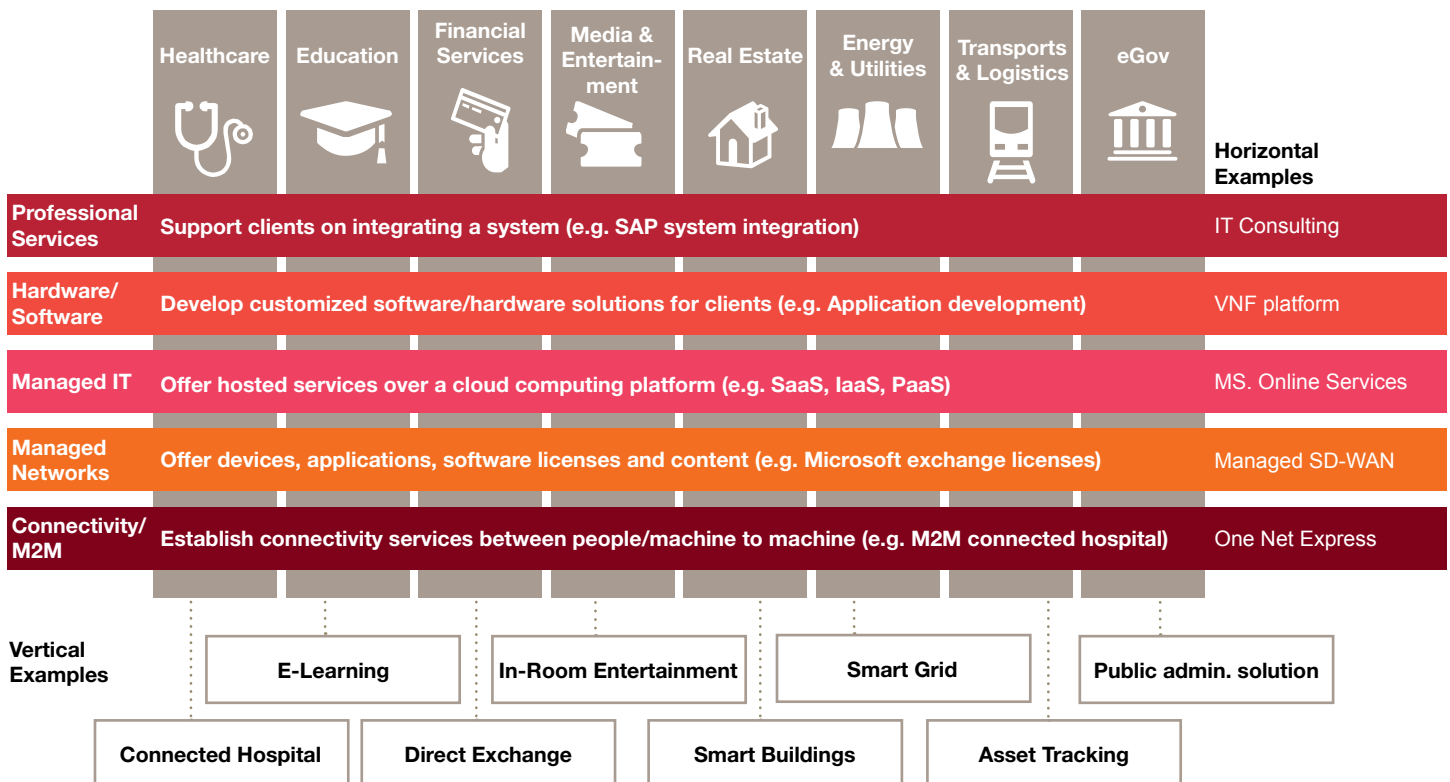 Healthcare
Education
Financial
Services
Media &
Entertain-
ment
Real Estate
Energy
& Utilities
Transports
& Logistics
eGov
Horizontal
Examples
Professional
Services
Support clients on integrating a system (e.g. SAP system integration)
IT Consulting
Hardware/
Software
Develop customized software/hardware solutions for clients (e.g. Application development)
VNF platform
Managed IT
Offer hosted services over a cloud computing platform (e.g. SaaS, IaaS, PaaS)
MS. Online Services
Managed
Networks
Offer devices, applications, software licenses and content (e.g. Microsoft exchange licenses)
Managed SD-WAN
Connectivity/
M2M
Establish connectivity services between people/machine to machine (e.g. M2M connected hospital)
One Net Express
Vertical
Examples
E-Learning
In-Room Entertainment
Smart Grid
Public admin. solution
Connected Hospital
Direct Exchange
Smart Buildings
Asset Tracking